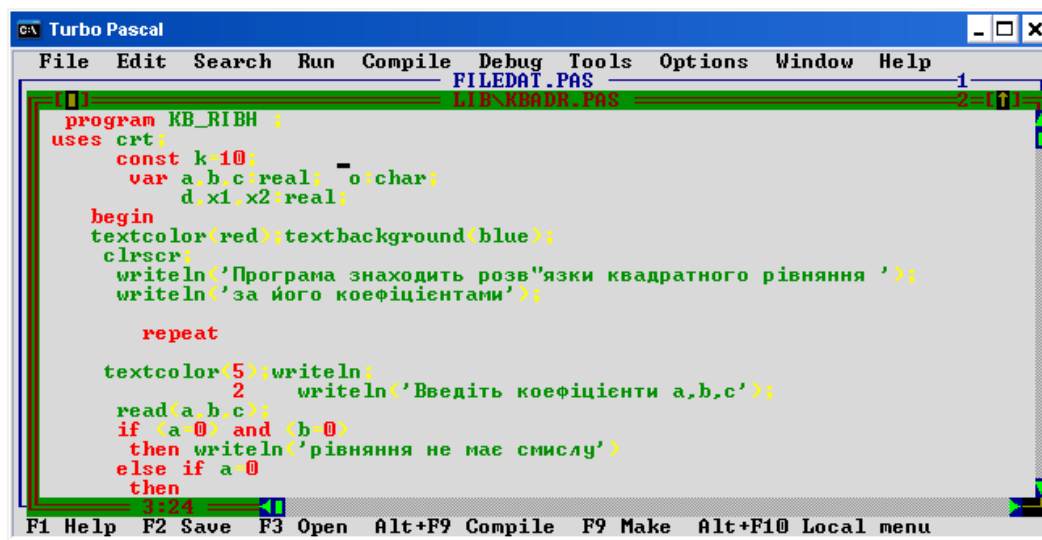 Turbo Pascal
File Edit Search Run Compile Debug Tools Options Window Help
FILEDAT.PAS 1
LIB\KBADR.PAS 2
program KB_RIBH ;
uses crt;
const k=10;
var a,b,c:real; o:char;
d,x1,x2:real;
begin
textcolor(red);textbackground(blue);
clrscr;
writeln('Програма знаходить розв"язки квадратного рівняння ');
writeln('за його коефіцієнтами');
repeat
textcolor(5);writeln;
2 writeln('Введіть коефіцієнти a,b,c');
read(a,b,c);
if (a=0) and (b=0)
then writeln('рівняння не має смислу')
else if a=0
then
3:24
F1 Help F2 Save F3 Open Alt+F9 Compile F9 Make Alt+F10 Local menu